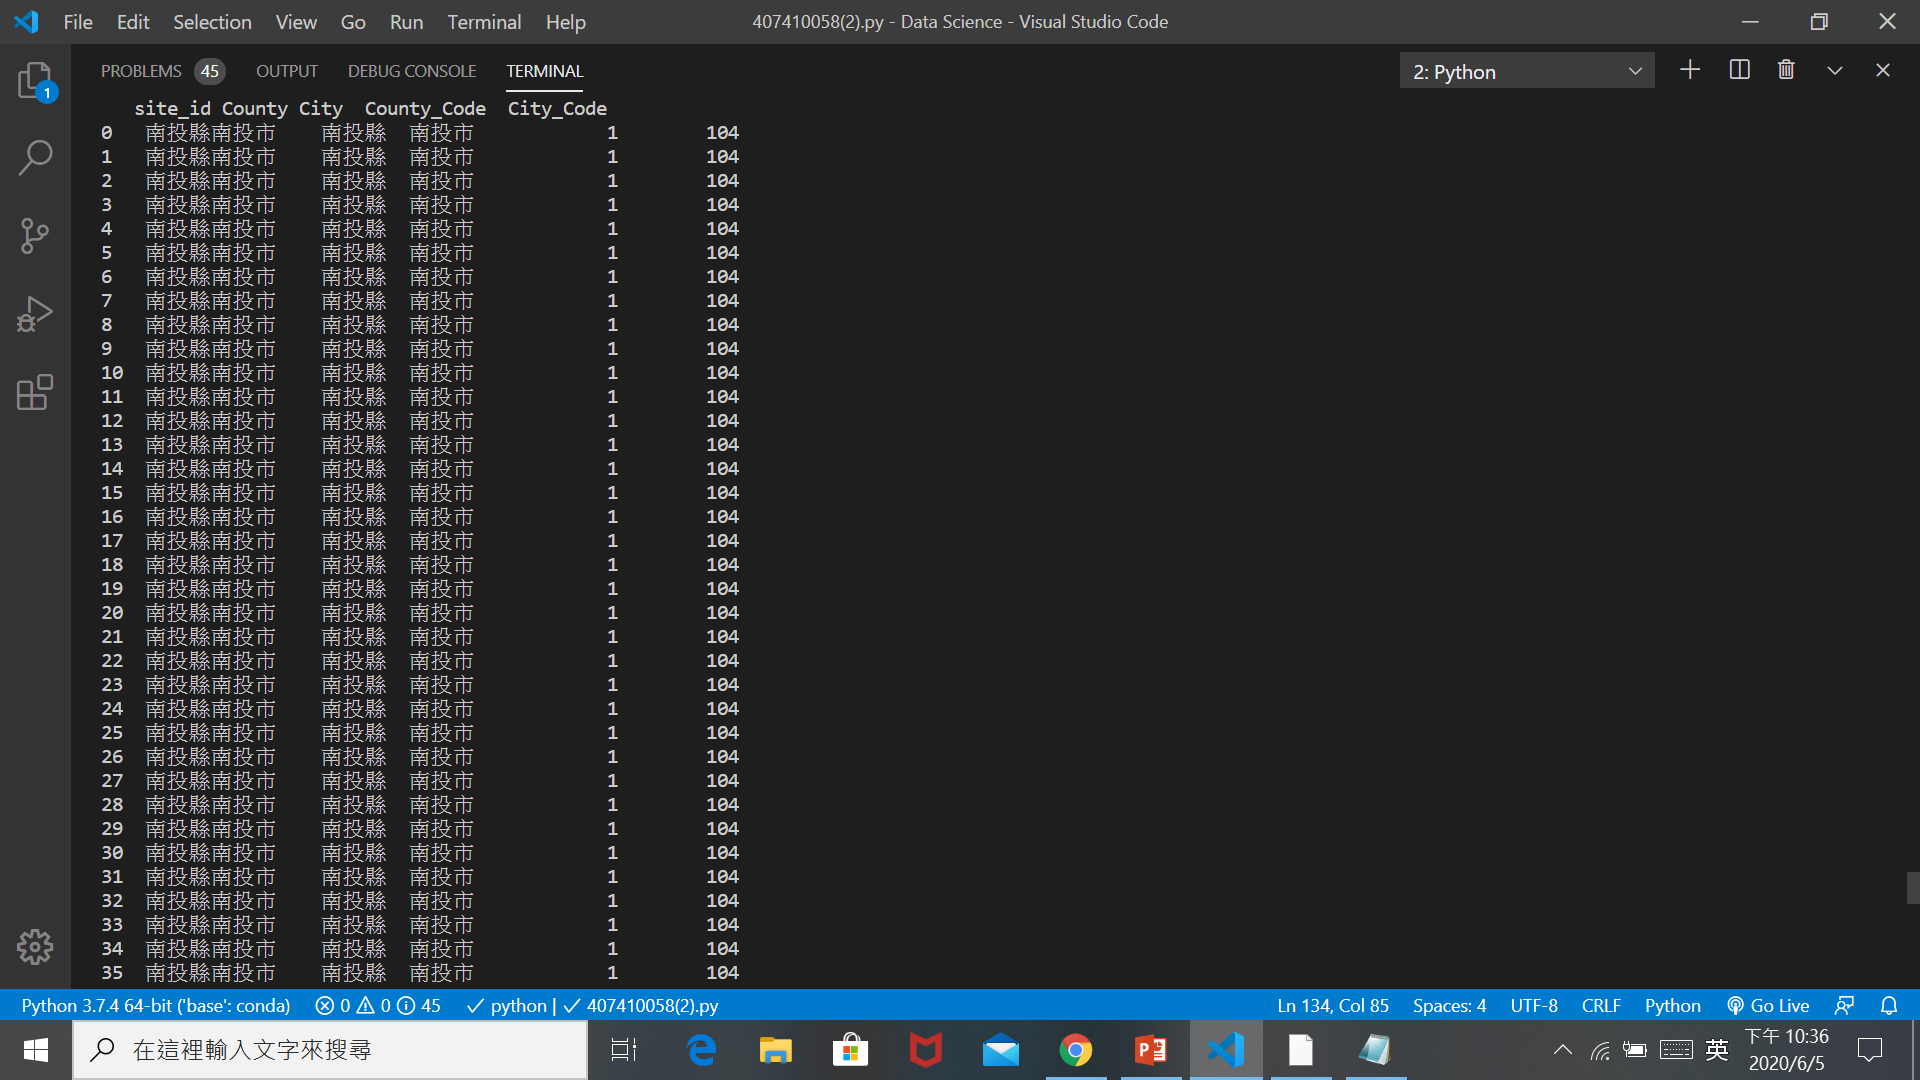 File Edit Selection View Go Run Terminal Help 407410058(2).py - Data Science - Visual Studio Code
PROBLEMS 45 OUTPUT DEBUG CONSOLE TERMINAL 2: Python
1
site_id County City County_Code City_Code
0 南投縣南投市 南投縣 南投市 1 104
1 南投縣南投市 南投縣 南投市 1 104
2 南投縣南投市 南投縣 南投市 1 104
3 南投縣南投市 南投縣 南投市 1 104
4 南投縣南投市 南投縣 南投市 1 104
5 南投縣南投市 南投縣 南投市 1 104
6 南投縣南投市 南投縣 南投市 1 104
7 南投縣南投市 南投縣 南投市 1 104
8 南投縣南投市 南投縣 南投市 1 104
9 南投縣南投市 南投縣 南投市 1 104
10 南投縣南投市 南投縣 南投市 1 104
11 南投縣南投市 南投縣 南投市 1 104
12 南投縣南投市 南投縣 南投市 1 104
13 南投縣南投市 南投縣 南投市 1 104
14 南投縣南投市 南投縣 南投市 1 104
15 南投縣南投市 南投縣 南投市 1 104
16 南投縣南投市 南投縣 南投市 1 104
17 南投縣南投市 南投縣 南投市 1 104
18 南投縣南投市 南投縣 南投市 1 104
19 南投縣南投市 南投縣 南投市 1 104
20 南投縣南投市 南投縣 南投市 1 104
21 南投縣南投市 南投縣 南投市 1 104
22 南投縣南投市 南投縣 南投市 1 104
23 南投縣南投市 南投縣 南投市 1 104
24 南投縣南投市 南投縣 南投市 1 104
25 南投縣南投市 南投縣 南投市 1 104
26 南投縣南投市 南投縣 南投市 1 104
27 南投縣南投市 南投縣 南投市 1 104
28 南投縣南投市 南投縣 南投市 1 104
29 南投縣南投市 南投縣 南投市 1 104
30 南投縣南投市 南投縣 南投市 1 104
31 南投縣南投市 南投縣 南投市 1 104
32 南投縣南投市 南投縣 南投市 1 104
33 南投縣南投市 南投縣 南投市 1 104
34 南投縣南投市 南投縣 南投市 1 104
35 南投縣南投市 南投縣 南投市 1 104
Python 3.7.4 64-bit ('base': conda) 0 0 45 python | 407410058(2).py Ln 134, Col 85 Spaces: 4 UTF-8 CRLF Python Go Live
在這裡輸入文字來搜尋 英 下午 10:36
2020/6/5